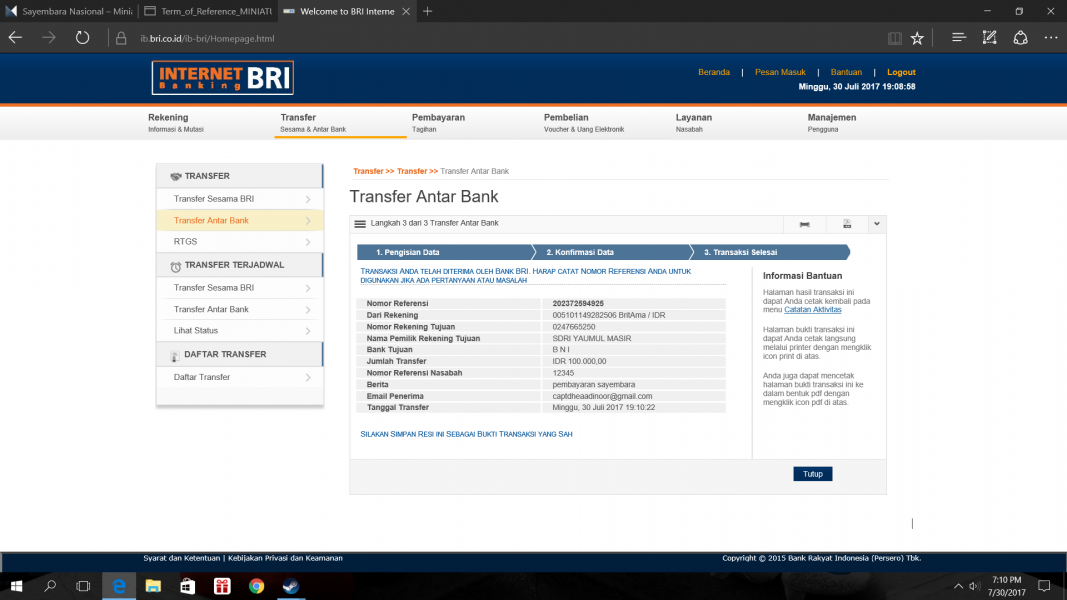 Sayembara Nasional – Minia
Term_of_Reference_MINIATU
Welcome to BRI Interne
ib.bri.co.id/ib-bri/Homepage.html
INTERNET
Banking
BRI
Beranda | Pesan Masuk | Bantuan | Logout
Minggu, 30 Juli 2017 19:08:58
Rekening
Informasi & Mutasi
Transfer
Sesama & Antar Bank
Pembayaran
Tagihan
Pembelian
Voucher & Uang Elektronik
Layanan
Nasabah
Manajemen
Pengguna
TRANSFER
Transfer Sesama BRI
Transfer Antar Bank
RTGS
TRANSFER TERJADWAL
Transfer Sesama BRI
Transfer Antar Bank
Lihat Status
DAFTAR TRANSFER
Daftar Transfer
Transfer >> Transfer >> Transfer Antar Bank
Transfer Antar Bank
Langkah 3 dari 3 Transfer Antar Bank
1. Pengisian Data
2. Konfirmasi Data
3. Transaksi Selesai
TRANSAKSI ANDA TELAH DITERIMA OLEH BANK BRI. HARAP CATAT NOMOR REFERENSI ANDA UNTUK
DIGUNAKAN JIKA ADA PERTANYAAN ATAU MASALAH
Nomor Referensi 202372594925
Dari Rekening 005101149282506 BritAma / IDR
Nomor Rekening Tujuan 0247665250
Nama Pemilik Rekening Tujuan SDRI YAUMUL MASIR
Bank Tujuan B N I
Jumlah Transfer IDR 100.000,00
Nomor Referensi Nasabah 12345
Berita pembayaran sayembara
Email Penerima captdheaadinoor@gmail.com
Tanggal Transfer Minggu, 30 Juli 2017 19:10:22
SILAKAN SIMPAN RESI INI SEBAGAI BUKTI TRANSAKSI YANG SAH
Informasi Bantuan
Halaman hasil transaksi ini
dapat Anda cetak kembali pada
menu Catatan Aktivitas
Halaman bukti transaksi ini
dapat Anda cetak langsung
melalui printer dengan mengklik
icon print di atas.
Anda juga dapat mencetak
halaman bukti transaksi ini ke
dalam bentuk pdf dengan
mengklik icon pdf di atas.
Tutup
Syarat dan Ketentuan | Kebijakan Privasi dan Keamanan
Copyright © 2015 Bank Rakyat Indonesia (Persero) Tbk.
7:10 PM
7/30/2017